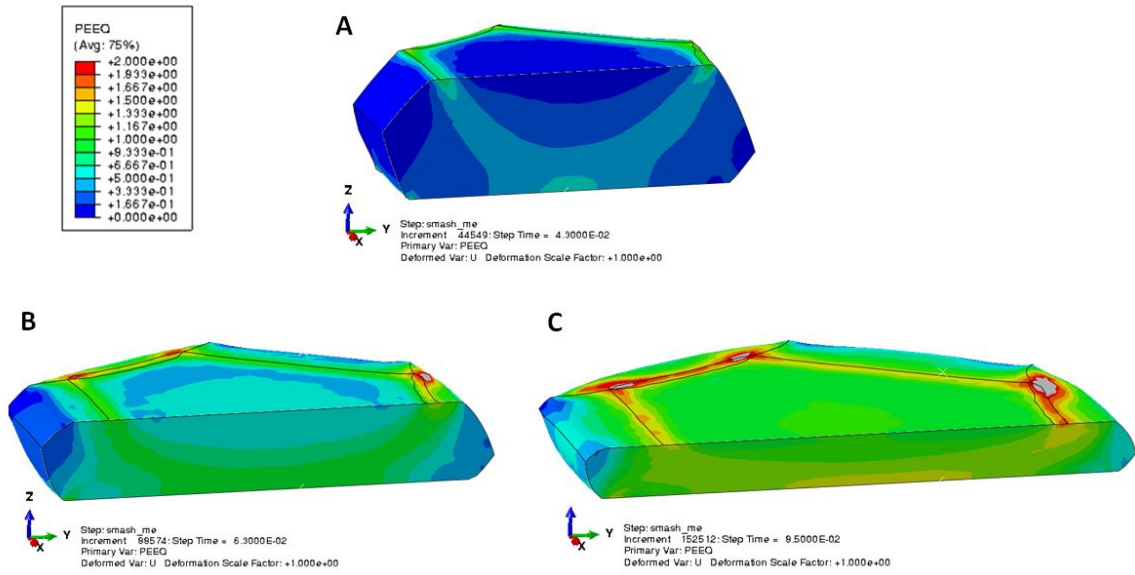 PEEQ
(Avg: 75%)
+2.000e+00
+1.833e+00
+1.667e+00
+1.500e+00
+1.333e+00
+1.167e+00
+1.000e+00
+8.333e-01
+6.667e-01
+5.000e-01
+3.333e-01
+1.667e-01
+0.000e+00
A
Z
Y
X
Step: smash_me
Increment 44549: Step Time = 4.3000E-02
Primary Var: PEEQ
Deformed Var: U Deformation Scale Factor: +1.000e+00
B
Z
Y
X
Step: smash_me
Increment 99574: Step Time = 6.3000E-02
Primary Var: PEEQ
Deformed Var: U Deformation Scale Factor: +1.000e+00
C
Z
Y
X
Step: smash_me
Increment 152512: Step Time = 9.5000E-02
Primary Var: PEEQ
Deformed Var: U Deformation Scale Factor: +1.000e+00